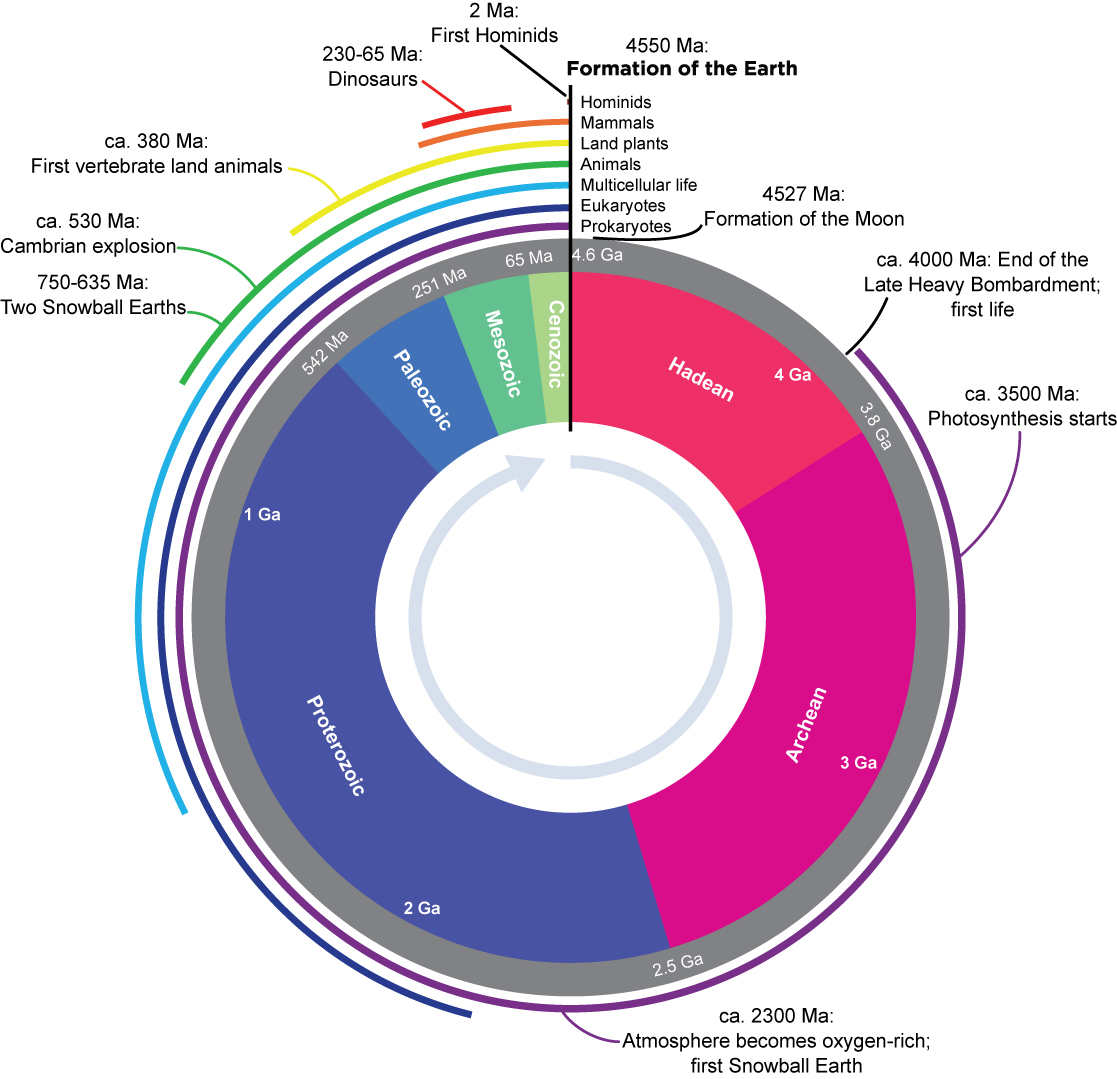 2 Ma:
First Hominids
4550 Ma:
Formation of the Earth
230-65 Ma:
Dinosaurs
Hominids
Mammals
Land plants
Animals
Multicellular life
Eukaryotes
Prokaryotes
ca. 380 Ma:
First vertebrate land animals
4527 Ma:
Formation of the Moon
ca. 530 Ma:
Cambrian explosion
750-635 Ma:
Two Snowball Earths
ca. 4000 Ma: End of the
Late Heavy Bombardment;
first life
ca. 3500 Ma:
Photosynthesis starts
4.6 Ga
65 Ma
251 Ma
542 Ma
Cenozoic
Mesozoic
Paleozoic
Hadean
4 Ga
3.8 Ga
1 Ga
Proterozoic
Archean
3 Ga
2 Ga
2.5 Ga
ca. 2300 Ma:
Atmosphere becomes oxygen-rich;
first Snowball Earth